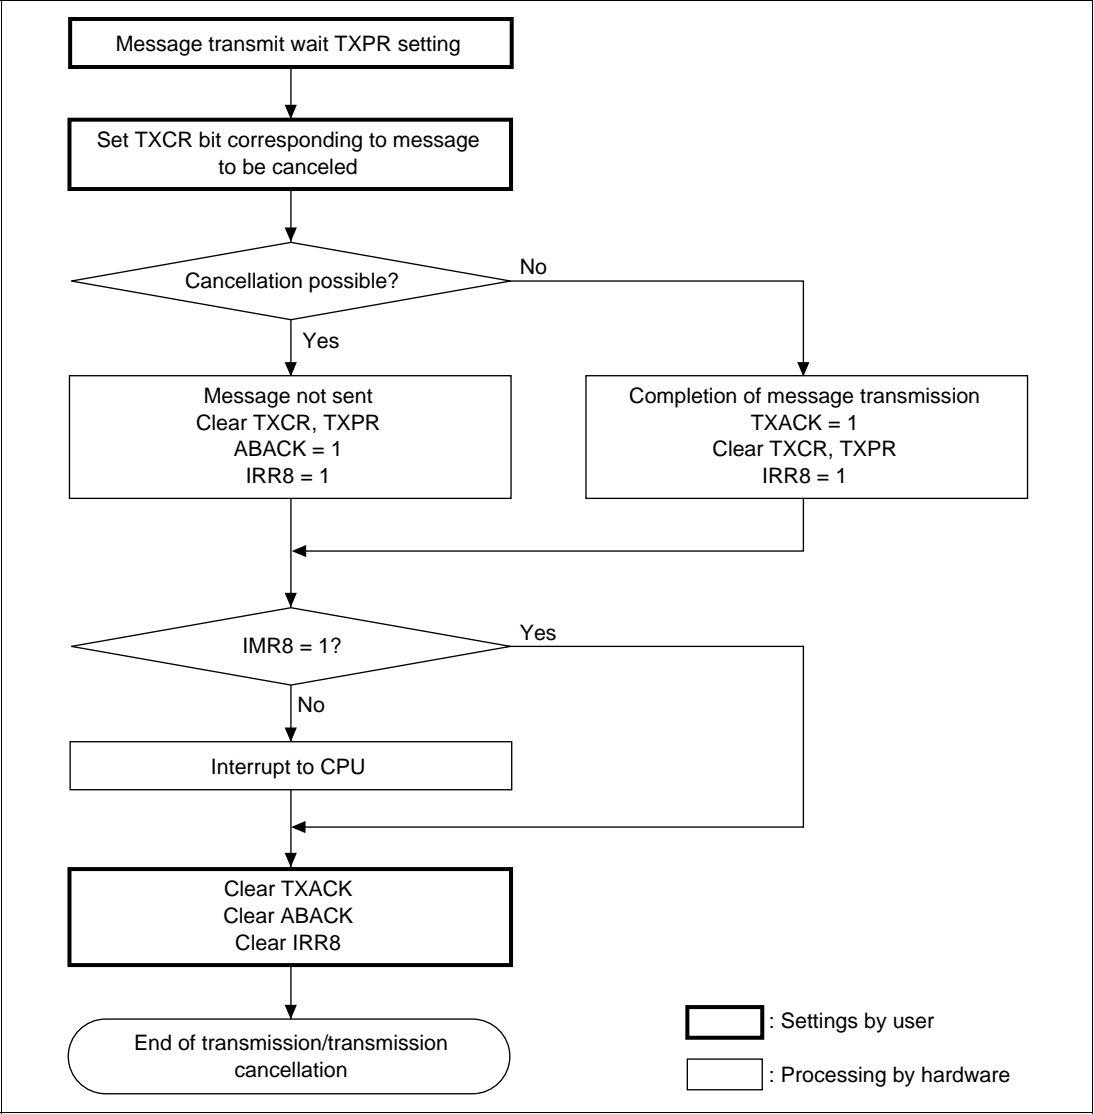 Message transmit wait TXPR setting
Set TXCR bit corresponding to message
to be canceled
Cancellation possible?
No
Yes
Message not sent
Clear TXCR, TXPR
ABACK = 1
IRR8 = 1
Completion of message transmission
TXACK = 1
Clear TXCR, TXPR
IRR8 = 1
IMR8 = 1?
Yes
No
Interrupt to CPU
Clear TXACK
Clear ABACK
Clear IRR8
End of transmission/transmission
cancellation
: Settings by user
: Processing by hardware